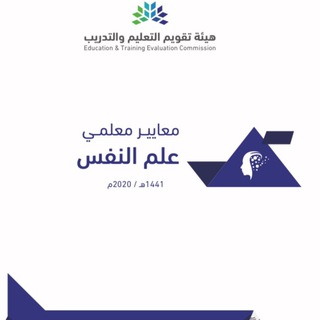 هيئة تقويم التعليم والتدريب
Education & Training Evaluation Commission
معايير معلمي
علم النفس
1441هـ / 2020م